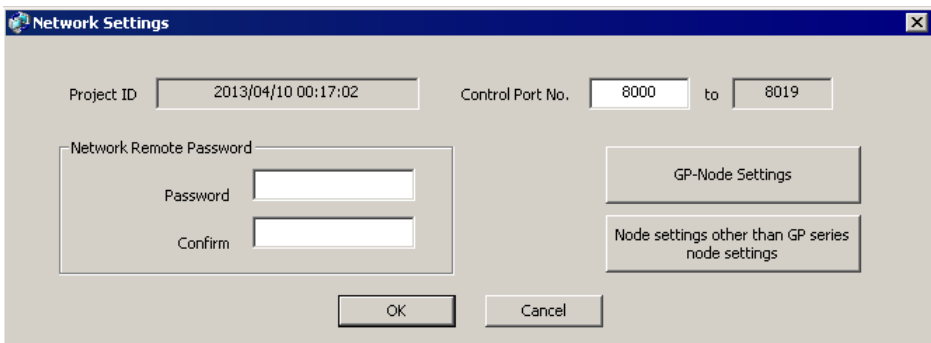 Network Settings
Project ID 2013/04/10 00:17:02 Control Port No. 8000 to 8019
Network Remote Password
Password
Confirm
GP-Node Settings
Node settings other than GP series
node settings
OK Cancel